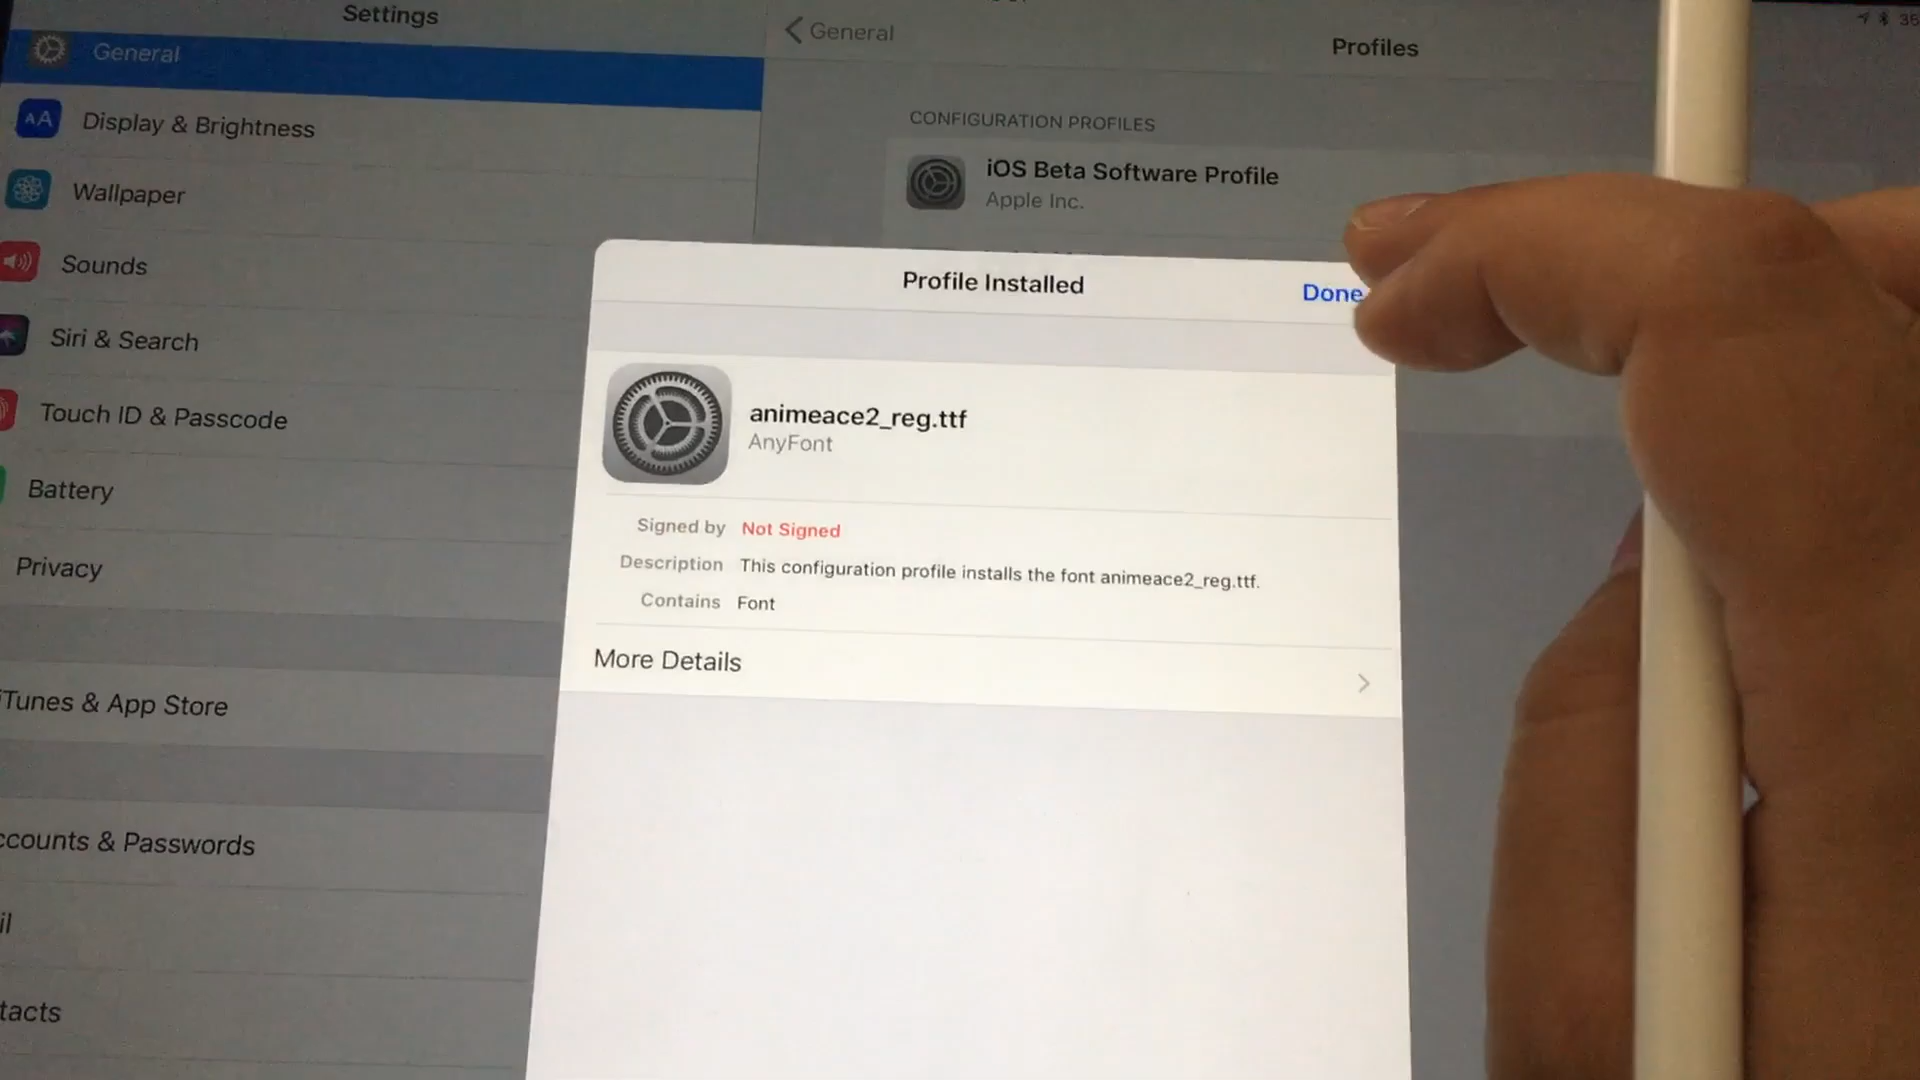 Settings
General
Display & Brightness
Wallpaper
Sounds
Siri & Search
Touch ID & Passcode
Battery
Privacy
iTunes & App Store
ccounts & Passwords
il
tacts
General
Profiles
CONFIGURATION PROFILES
iOS Beta Software Profile
Apple Inc.
Profile Installed
Done
animeace2_reg.ttf
AnyFont
Signed by Not Signed
Description This configuration profile installs the font animeace2_reg.ttf.
Contains Font
More Details